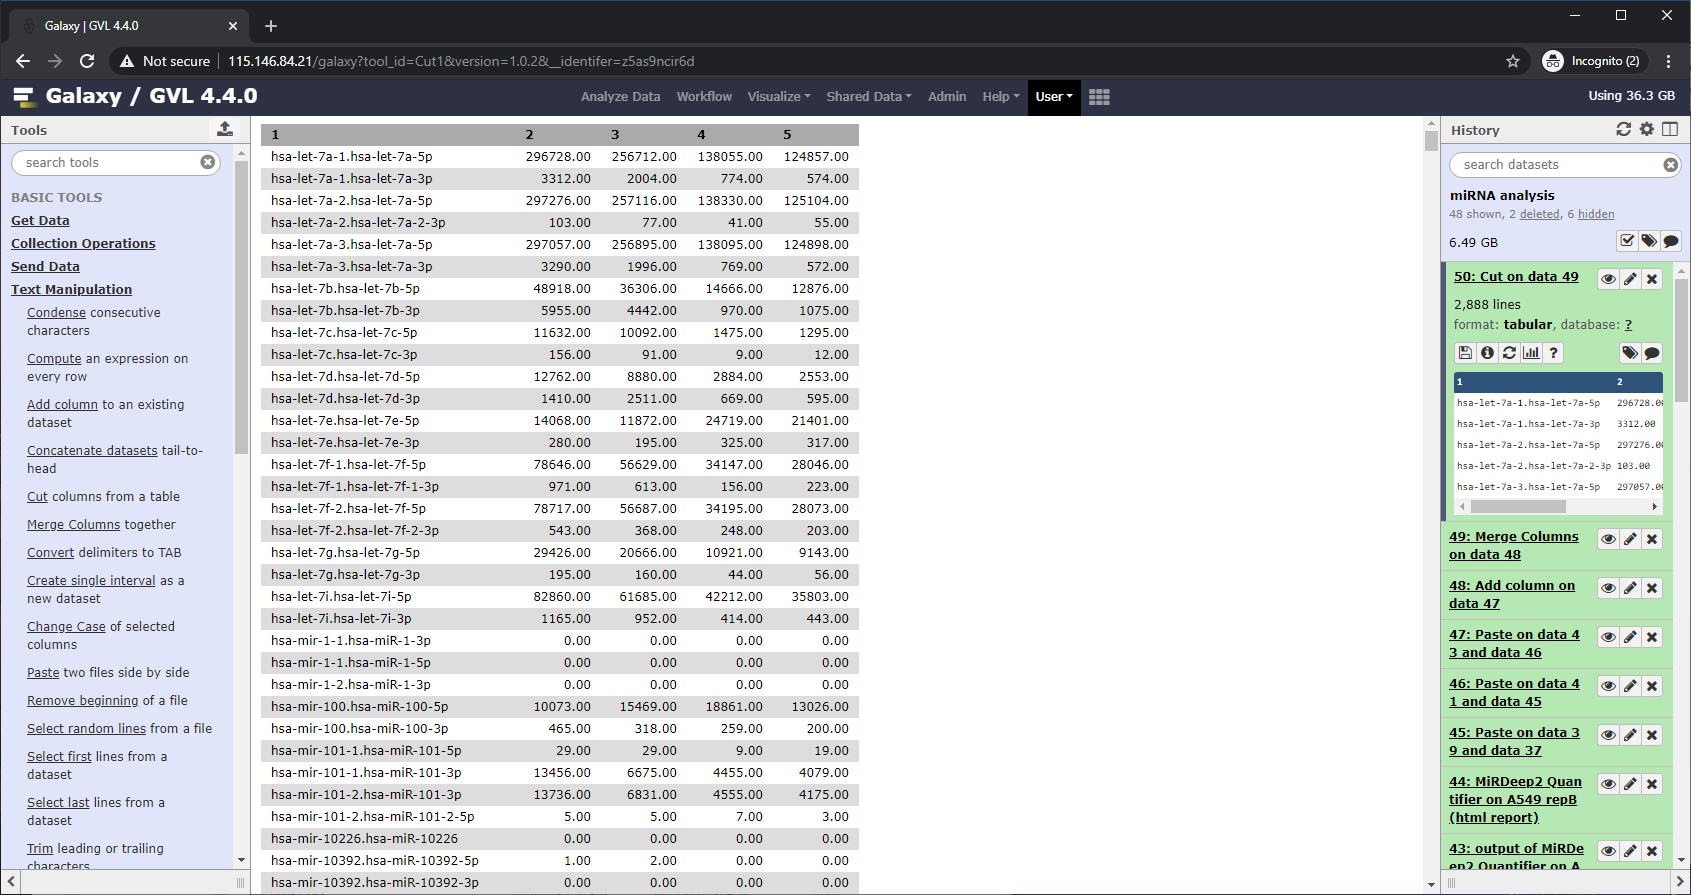 Galaxy | GVL 4.4.0
Not secure | 115.146.84.21/galaxy?tool_id=Cut1&version=1.0.2&__identifer=z5as9ncir6d
Incognito (2)
Galaxy / GVL 4.4.0
Analyze Data Workflow Visualize Shared Data Admin Help User
Using 36.3 GB
Tools
search tools
BASIC TOOLS
Get Data
Collection Operations
Send Data
Text Manipulation
Condense consecutive
characters
Compute an expression on
every row
Add column to an existing
dataset
Concatenate datasets tail-to-
head
Cut columns from a table
Merge Columns together
Convert delimiters to TAB
Create single interval as a
new dataset
Change Case of selected
columns
Paste two files side by side
Remove beginning of a file
Select random lines from a file
Select first lines from a
dataset
Select last lines from a
dataset
Trim leading or trailing
characters
1 2 3 4 5
hsa-let-7a-1.hsa-let-7a-5p 296728.00 256712.00 138055.00 124857.00
hsa-let-7a-1.hsa-let-7a-3p 3312.00 2004.00 774.00 574.00
hsa-let-7a-2.hsa-let-7a-5p 297276.00 257116.00 138330.00 125104.00
hsa-let-7a-2.hsa-let-7a-2-3p 103.00 77.00 41.00 55.00
hsa-let-7a-3.hsa-let-7a-5p 297057.00 256895.00 138095.00 124898.00
hsa-let-7a-3.hsa-let-7a-3p 3290.00 1996.00 769.00 572.00
hsa-let-7b.hsa-let-7b-5p 48918.00 36306.00 14666.00 12876.00
hsa-let-7b.hsa-let-7b-3p 5955.00 4442.00 970.00 1075.00
hsa-let-7c.hsa-let-7c-5p 11632.00 10092.00 1475.00 1295.00
hsa-let-7c.hsa-let-7c-3p 156.00 91.00 9.00 12.00
hsa-let-7d.hsa-let-7d-5p 12762.00 8880.00 2884.00 2553.00
hsa-let-7d.hsa-let-7d-3p 1410.00 2511.00 669.00 595.00
hsa-let-7e.hsa-let-7e-5p 14068.00 11872.00 24719.00 21401.00
hsa-let-7e.hsa-let-7e-3p 280.00 195.00 325.00 317.00
hsa-let-7f-1.hsa-let-7f-5p 78646.00 56629.00 34147.00 28046.00
hsa-let-7f-1.hsa-let-7f-1-3p 971.00 613.00 156.00 223.00
hsa-let-7f-2.hsa-let-7f-5p 78717.00 56687.00 34195.00 28073.00
hsa-let-7f-2.hsa-let-7f-2-3p 543.00 368.00 248.00 203.00
hsa-let-7g.hsa-let-7g-5p 29426.00 20666.00 10921.00 9143.00
hsa-let-7g.hsa-let-7g-3p 195.00 160.00 44.00 56.00
hsa-let-7i.hsa-let-7i-5p 82860.00 61685.00 42212.00 35803.00
hsa-let-7i.hsa-let-7i-3p 1165.00 952.00 414.00 443.00
hsa-mir-1-1.hsa-miR-1-3p 0.00 0.00 0.00 0.00
hsa-mir-1-1.hsa-miR-1-5p 0.00 0.00 0.00 0.00
hsa-mir-1-2.hsa-miR-1-3p 0.00 0.00 0.00 0.00
hsa-mir-100.hsa-miR-100-5p 10073.00 15469.00 18861.00 13026.00
hsa-mir-100.hsa-miR-100-3p 465.00 318.00 259.00 200.00
hsa-mir-101-1.hsa-miR-101-5p 29.00 29.00 9.00 19.00
hsa-mir-101-1.hsa-miR-101-3p 13456.00 6675.00 4455.00 4079.00
hsa-mir-101-2.hsa-miR-101-3p 13736.00 6831.00 4555.00 4175.00
hsa-mir-101-2.hsa-miR-101-2-5p 5.00 5.00 7.00 3.00
hsa-mir-10226.hsa-miR-10226 0.00 0.00 0.00 0.00
hsa-mir-10392.hsa-miR-10392-5p 1.00 2.00 0.00 0.00
hsa-mir-10392.hsa-miR-10392-3p 0.00 0.00 0.00 0.00
History
search datasets
miRNA analysis
48 shown, 2 deleted, 6 hidden
6.49 GB
50: Cut on data 49
2,888 lines
format: tabular, database: ?
1 2
hsa-let-7a-1.hsa-let-7a-5p 296728.00
hsa-let-7a-1.hsa-let-7a-3p 3312.00
hsa-let-7a-2.hsa-let-7a-5p 297276.00
hsa-let-7a-2.hsa-let-7a-2-3p 103.00
hsa-let-7a-3.hsa-let-7a-5p 297057.00
49: Merge Columns
on data 48
48: Add column on
data 47
47: Paste on data 4
3 and data 46
46: Paste on data 4
1 and data 45
45: Paste on data 3
9 and data 37
44: MiRDeep2 Quan
tifier on A549 repB
(html report)
43: output of MiRDe
ep2 Quantifier on A